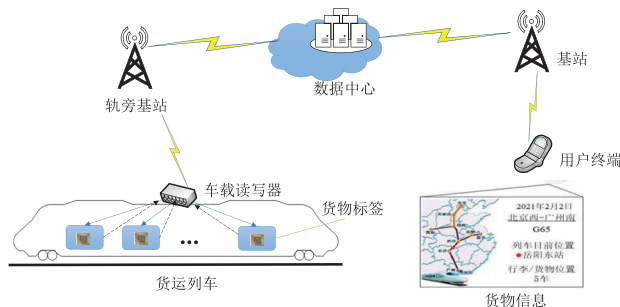 数据中心
轨旁基站
基站
用户终端
车载读写器
货物标签
货运列车
2021年2月2日
北京西-广州南
G65
列车目前位置
岳阳东站
行李/货物位置
5车
货物信息